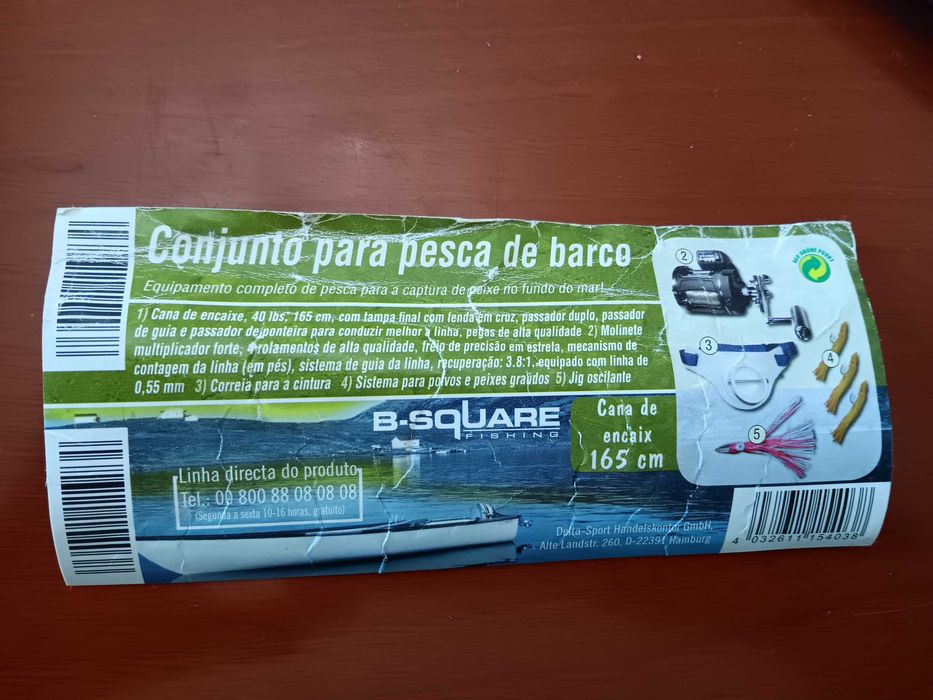 Conjunto para pesca de barco
Equipamento completo de pesca para a captura de peixe no fundo do mar!
1) Cana de encaixe, 40 lbs, 165 cm, com tampa final com fenda em cruz, passador duplo, passador
de guia e passador de ponteira para conduzir melhor a linha, pegas de alta qualidade 2) Molinete
multiplicador forte, rolamentos de alta qualidade, freio de precisão em estrela, mecanismo de
contagem da linha (em pés), sistema de guia da linha, recuperação: 3.8:1, equipado com linha de
0,55 mm 3) Correia para a cintura 4) Sistema para polvos e peixes graúdos 5) Jig oscilante
2
DER GRÜNE PUNKT
3
4
5
B-SQUARE
FISHING
Cana de
encaix
165 cm
Linha directa do produto
Tel.: 00 800 88 08 08 08
(Segunda a sexta 10-16 horas, gratuito)
Delta-Sport Handelskontor GmbH,
Alte Landstr. 260, D-22391 Hamburg
4 032611 154038